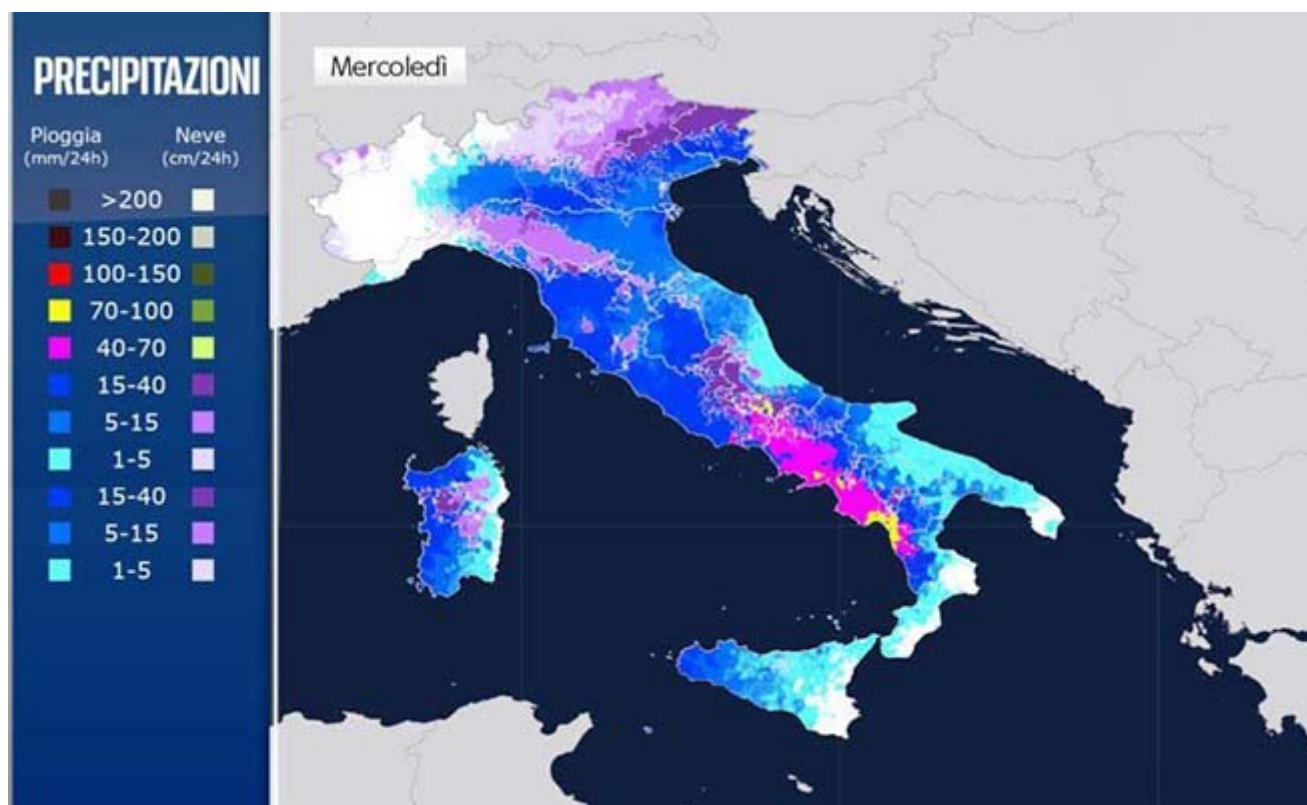 PRECIPITAZIONI
Mercoledì
Pioggia Neve
(mm/24h) (cm/24h)
>200
150-200
100-150
70-100
40-70
15-40
5-15
1-5
15-40
5-15
1-5